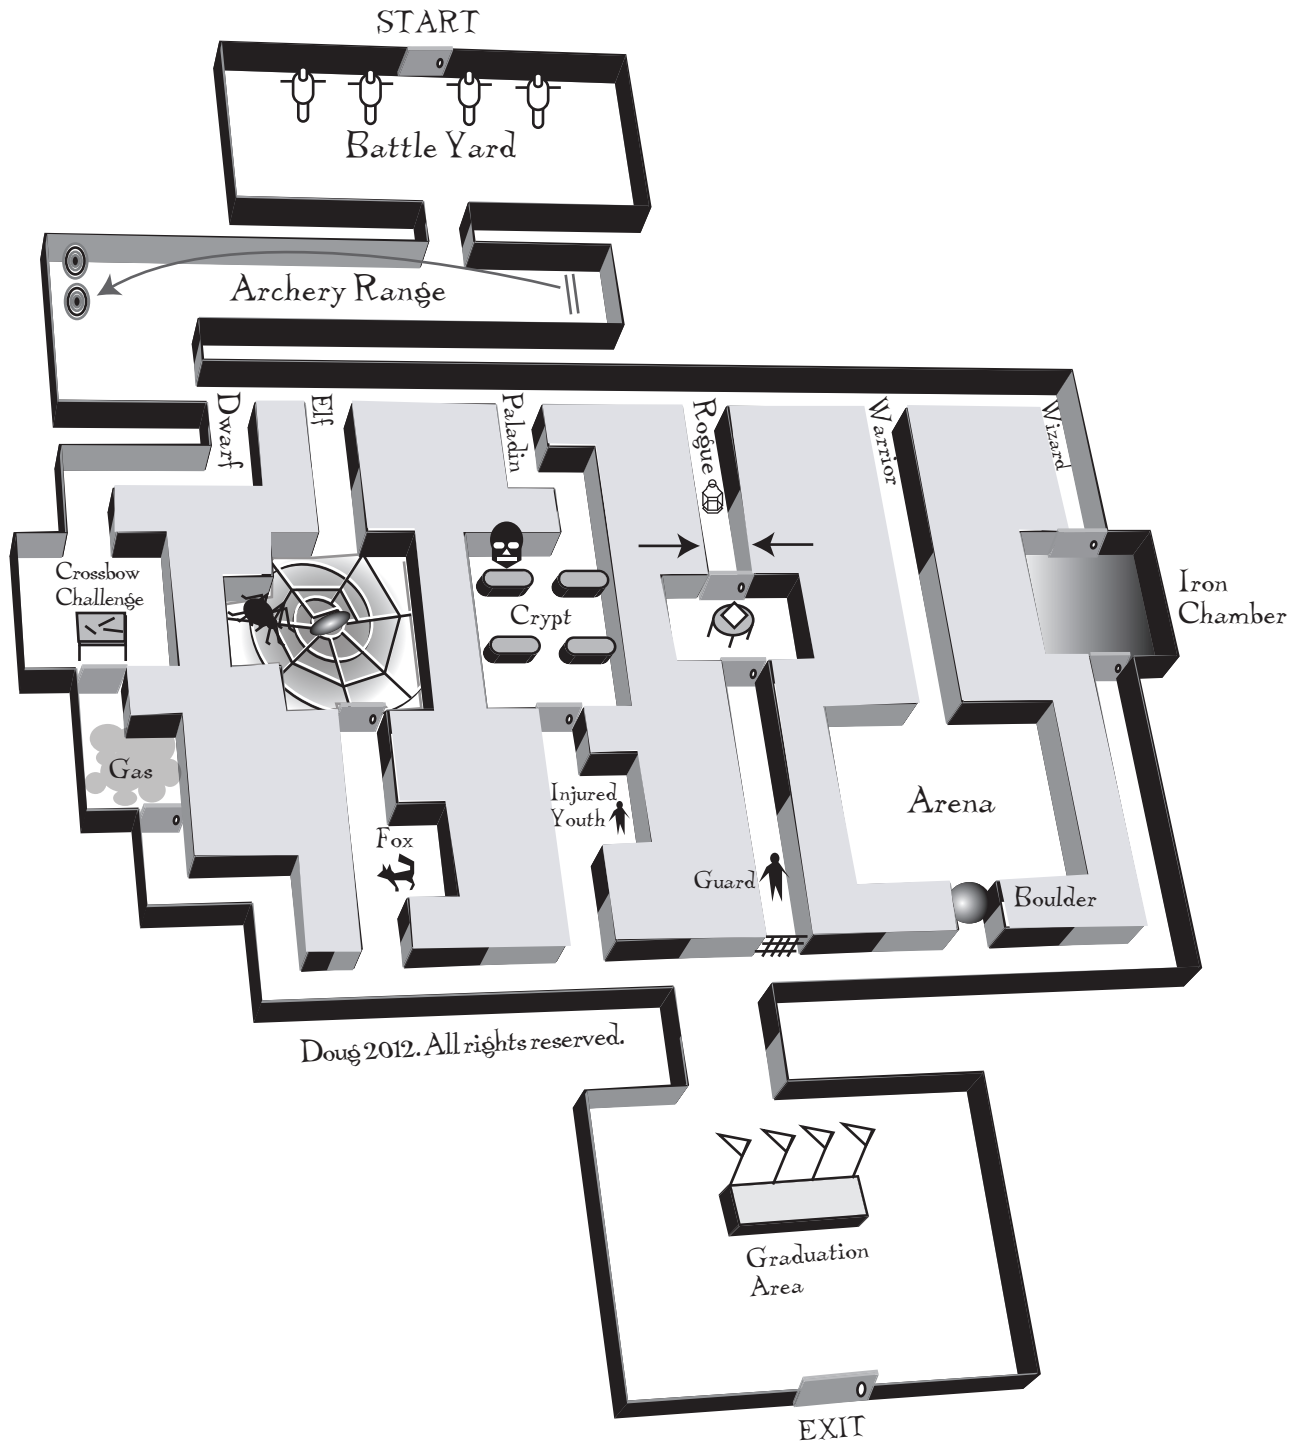 START
Battle Yard
Archery Range
Dwarf
Elf
Paladin
Rogue
Warrior
Wizard
Crossbow
Challenge
Crypt
Iron
Chamber
Gas
Injured
Youth
Arena
Fox
Guard
Boulder
Doug 2012. All rights reserved.
Graduation
Area
EXIT